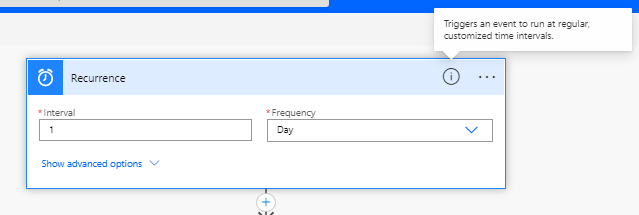 Triggers an event to run at regular,
customized time intervals.
Recurrence
* Interval
* Frequency
1
Day
Show advanced options